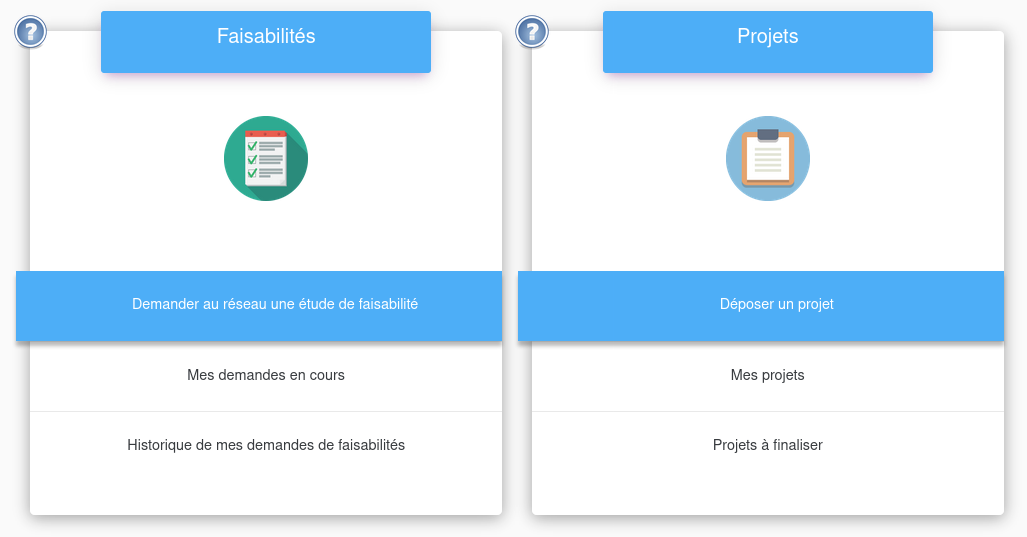 Faisabilités
Demander au réseau une étude de faisabilité
Mes demandes en cours
Historique de mes demandes de faisabilités
Projets
Déposer un projet
Mes projets
Projets à finaliser